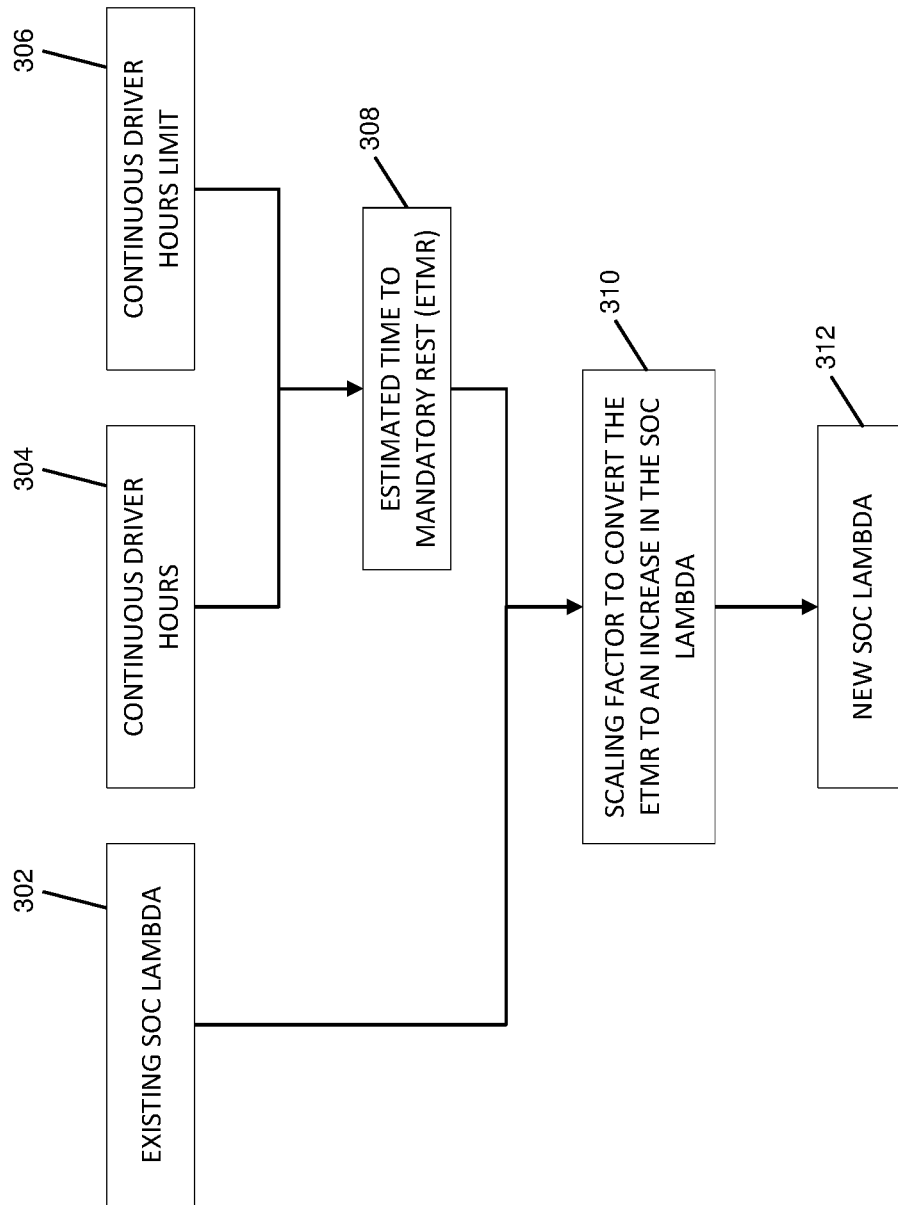 302
EXISTING SOC LAMBDA
304
CONTINUOUS DRIVER
HOURS
306
CONTINUOUS DRIVER
HOURS LIMIT
308
ESTIMATED TIME TO
MANDATORY REST (ETMR)
310
SCALING FACTOR TO CONVERT THE
ETMR TO AN INCREASE IN THE SOC
LAMBDA
312
NEW SOC LAMBDA